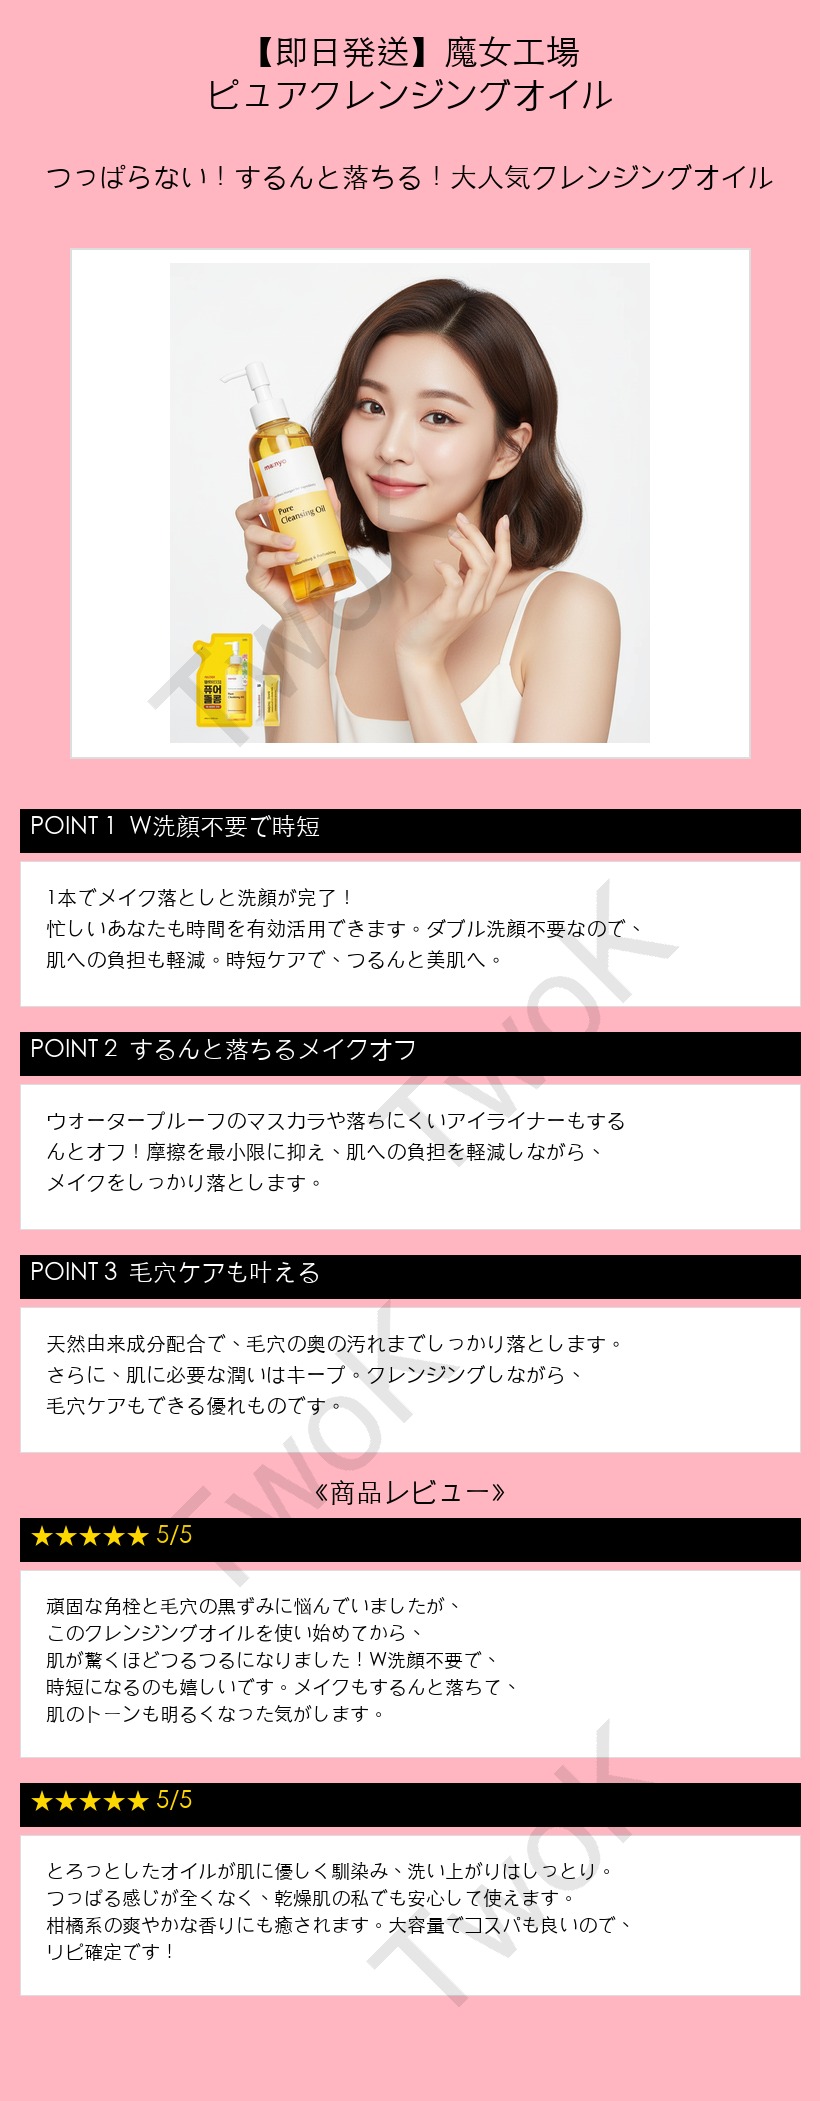 【即日発送】魔女工場
ピュアクレンジングオイル
つっぱらない！するんと落ちる！大人気クレンジングオイル
ma:nyo
Pure
Cleansing Oil
퓨어
TwoK
POINT 1 W洗顔不要で時短
1本でメイク落としと洗顔が完了！
忙しいあなたも時間を有効活用できます。ダブル洗顔不要なので、
肌への負担も軽減。時短ケアで、つるんと美肌へ。
TwoK
POINT 2 するんと落ちるメイクオフ
ウォータープルーフのマスカラや落ちにくいアイライナーもする
んとオフ！摩擦を最小限に抑え、肌への負担を軽減しながら、
メイクをしっかり落とします。
POINT 3 毛穴ケアも叶える
天然由来成分配合で、毛穴の奥の汚れまでしっかり落とします。
さらに、肌に必要な潤いはキープ。クレンジングしながら、
毛穴ケアもできる優れものです。
TwoK
《商品レビュー》
★★★★★ 5/5
頑固な角栓と毛穴の黒ずみに悩んでいましたが、
このクレンジングオイルを使い始めてから、
肌が驚くほどつるつるになりました！W洗顔不要で、
時短になるのも嬉しいです。メイクもするんと落ちて、
肌のトーンも明るくなった気がします。
★★★★★ 5/5
とろっとしたオイルが肌に優しく馴染み、洗い上がりはしっとり。
つっぱる感じが全くなく、乾燥肌の私でも安心して使えます。
柑橘系の爽やかな香りにも癒されます。大容量でコスパも良いので、
リピ確定です！
TwoK